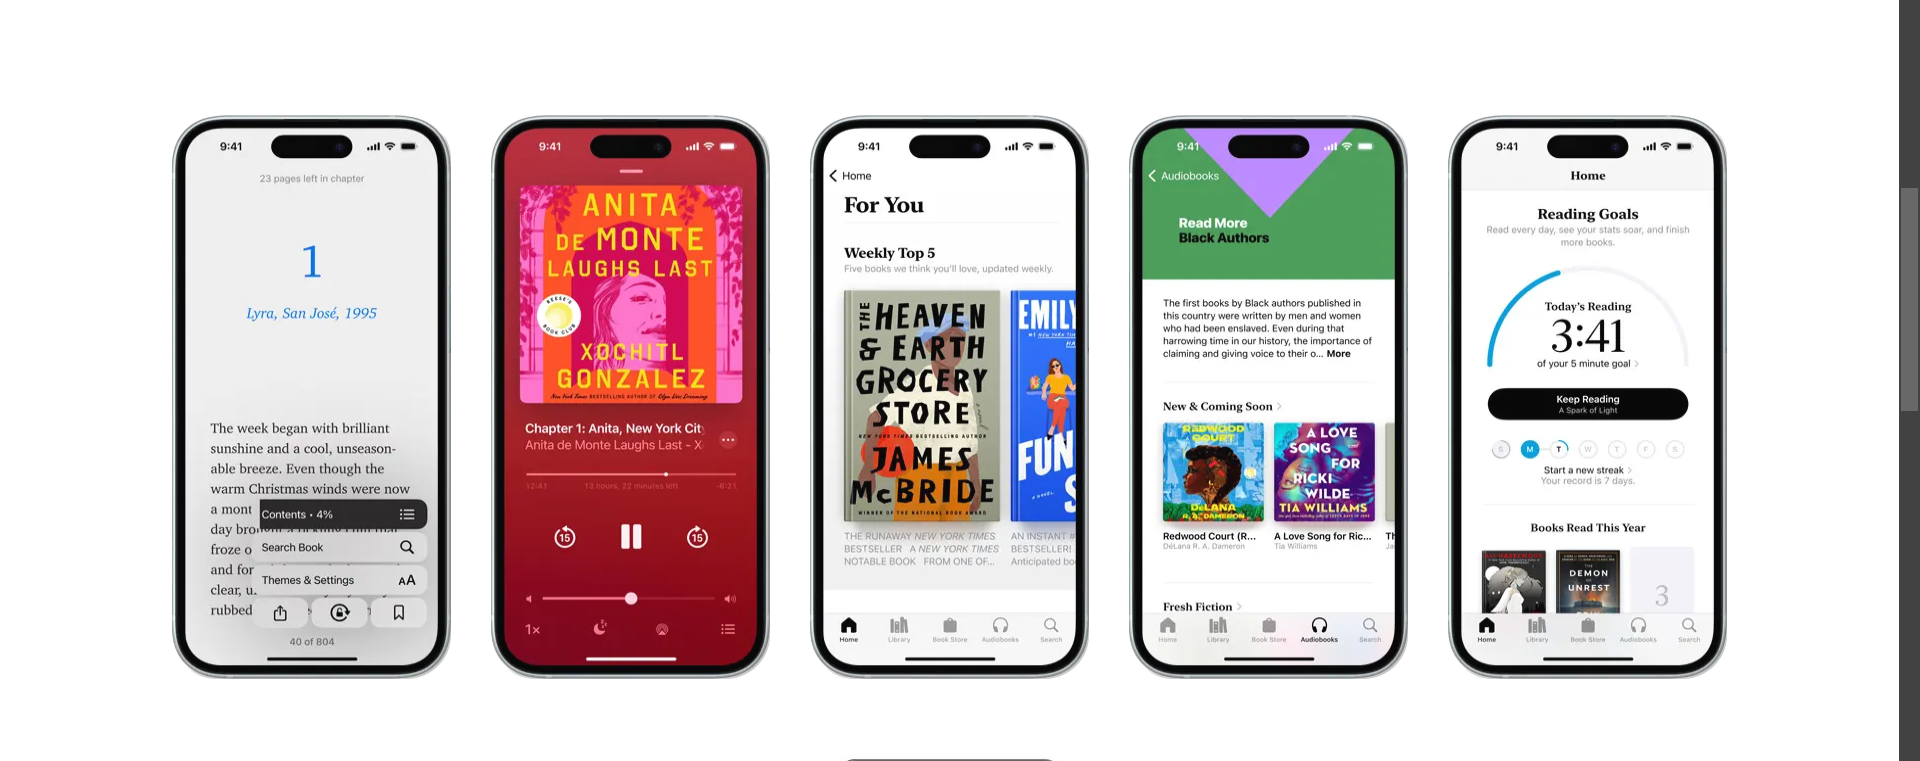 9:41
23 pages left in chapter
1
Lyra, San José, 1995
The week began with brilliant
sunshine and a cool, unseason-
able breeze. Even though the
warm Christmas winds were now
a mont
day bro
froze o
and for
clear, u
rubbed
Contents • 4%
Search Book
Themes & Settings
AA
40 of 804
9:41
ANITA
DE MONTE
LAUGHS LAST
REESE'S
BOOK CLUB
XOCHITL
GONZALEZ
New York Times BESTSELLING AUTHOR OF Olga Dies Dreaming
Chapter 1: Anita, New York Cit
Anita de Monte Laughs Last - X
12:41
13 hours, 22 minutes left
-6:21
15
15
1×
9:41
Home
For You
Weekly Top 5
Five books we think you'll love, updated weekly.
THE HEAVEN
& EARTH
GROCERY
STORE
NEW YORK TIMES BESTSELLING AUTHOR
JAMES
McBRIDE
WINNER OF THE NATIONAL BOOK AWARD
EMILY
FUN
S
A NOVEL
THE RUNAWAY NEW YORK TIMES
BESTSELLER A NEW YORK TIMES
NOTABLE BOOK FROM ONE OF...
AN INSTANT #
BESTSELLER!
Anticipated bo
Home
Library
Book Store
Audiobooks
Search
9:41
Audiobooks
Read More
Black Authors
The first books by Black authors published in
this country were written by men and women
who had been enslaved. Even during that
harrowing time in our history, the importance of
claiming and giving voice to their o... More
New & Coming Soon
REDWOOD
COURT
DéLANA
R. A. DAMERON
A LOVE
SONG
FOR
RICKI
WILDE
TIA WILLIAMS
Redwood Court (R...
DéLana R. A. Dameron
A Love Song for Ric...
Tia Williams
Th
Ja
Fresh Fiction
Home
Library
Book Store
Audiobooks
Search
9:41
Home
Reading Goals
Read every day, see your stats soar, and finish
more books.
Today's Reading
3:41
of your 5 minute goal
Keep Reading
A Spark of Light
S
M
T
W
T
F
S
Start a new streak
Your record is 7 days.
Books Read This Year
THE
DEMON
OF
UNREST
3
Home
Library
Book Store
Audiobooks
Search